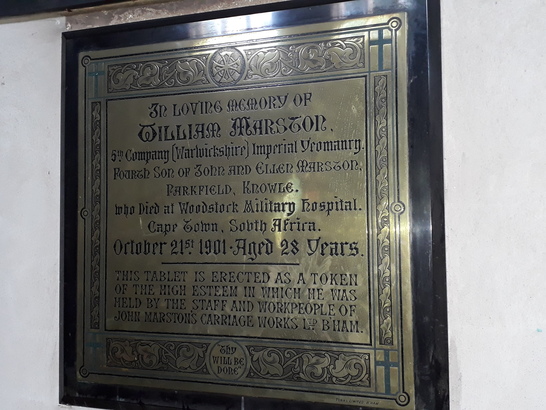 In loving memory of
William Marston.
5th Company (Warwickshire) Imperial Yeomanry.
Fourth Son of John and Ellen Marston,
Parkfield, Knowle.
who Died at Woodstock Military Hospital.
Cape Town, South Africa.
October 21st 1901. Aged 28 Years.
This tablet is erected as a token
of the high esteem in which he was
held by the staff and workpeople of
John Marston's Carriage Works Ltd B'ham.
Thy
will be
done